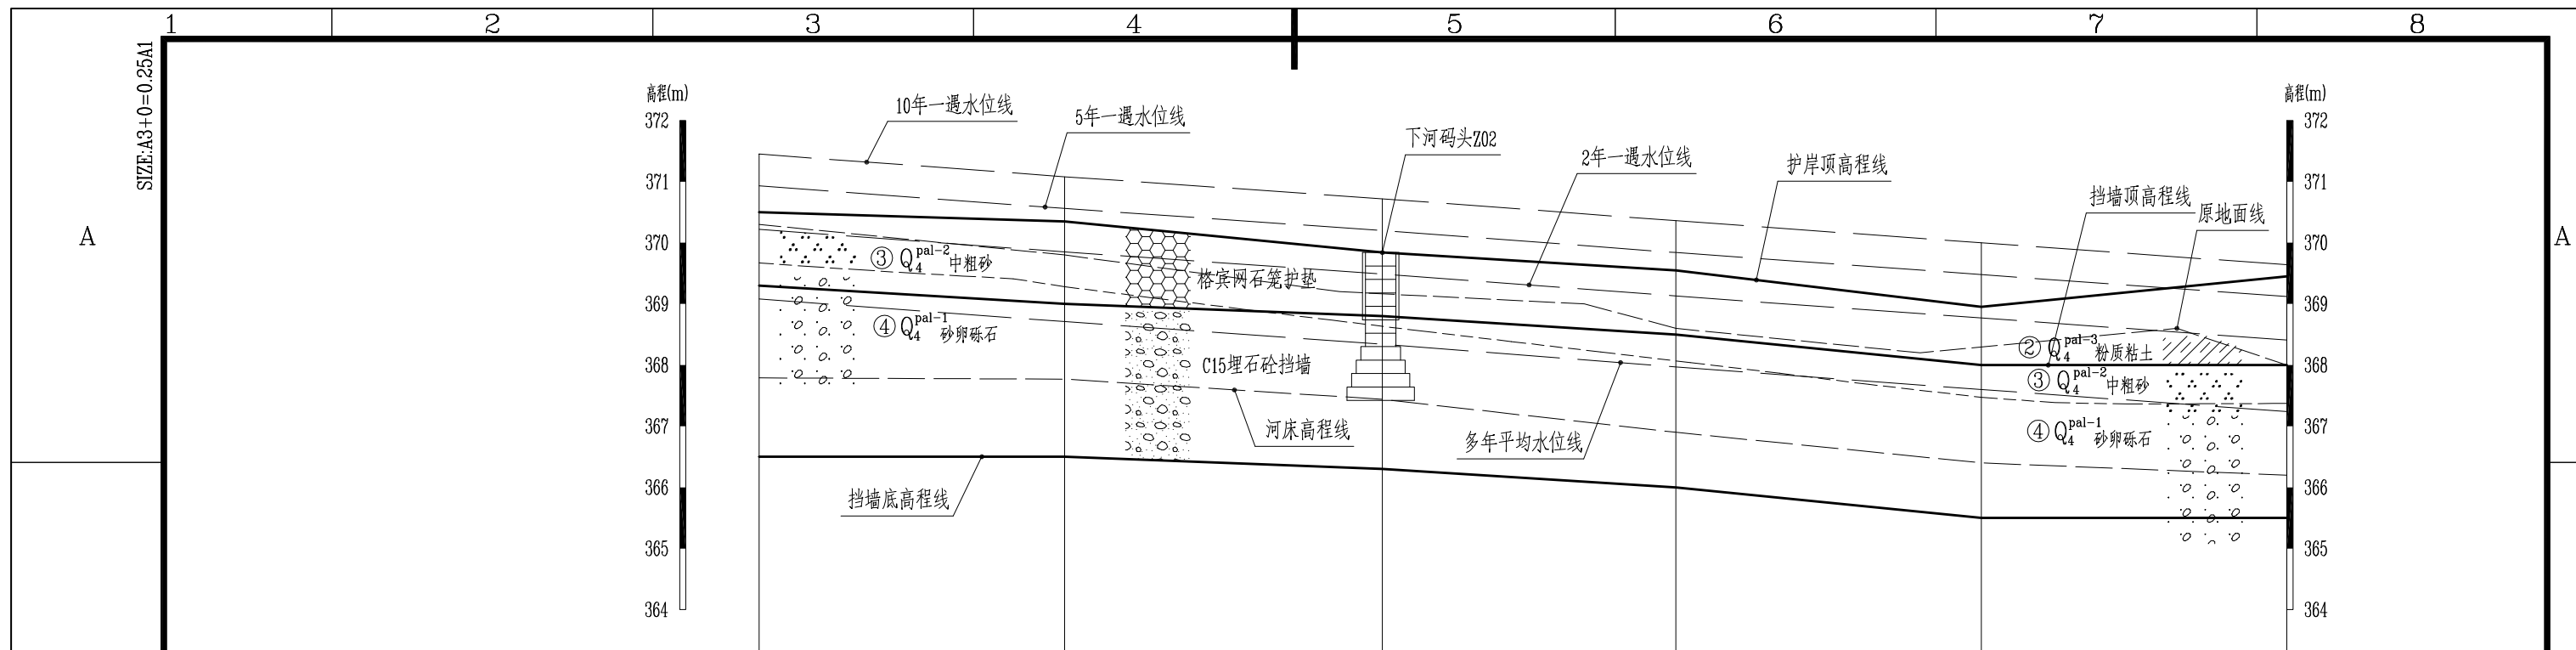 1 2 3 4 5 6 7 8
SIZE:A3+0=0.25A1
A
A
高程(m)
372
371
370
369
368
367
366
365
364
高程(m)
372
371
370
369
368
367
366
365
364
10年一遇水位线
5年一遇水位线
下河码头Z02
2年一遇水位线
护岸顶高程线
挡墙顶高程线
原地面线
③ Q4pal-2 中粗砂
格宾网石笼护垫
④ Q4pal-1 砂卵砾石
② Q4pal-3 粉质粘土
C15埋石砼挡墙
③ Q4pal-2 中粗砂
河床高程线
多年平均水位线
④ Q4pal-1 砂卵砾石
挡墙底高程线